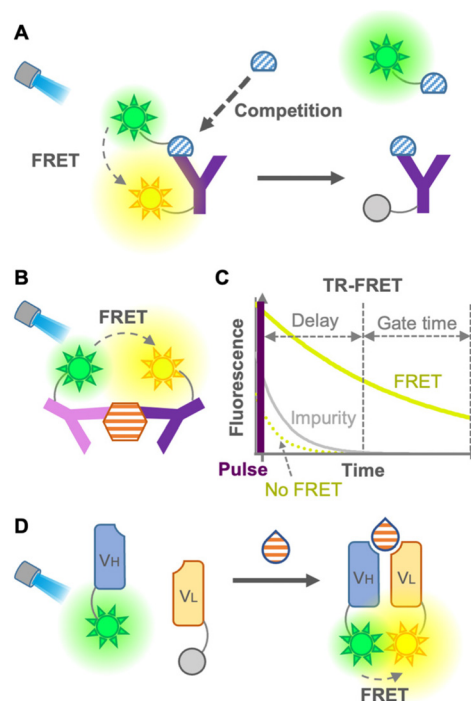 A
Competition
FRET
B
FRET
C
TR-FRET
Delay
Gate time
Fluorescence
FRET
Impurity
Pulse
Time
No FRET
D
VH
VL
VH
VL
FRET